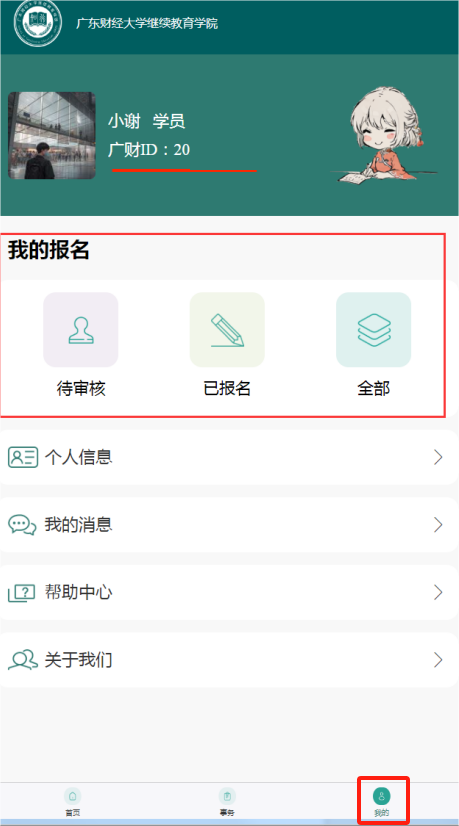 广东财经大学继续教育学院
小谢 学员
广财ID：20
我的报名
待审核
已报名
全部
个人信息
我的消息
帮助中心
关于我们
首页
事务
我的